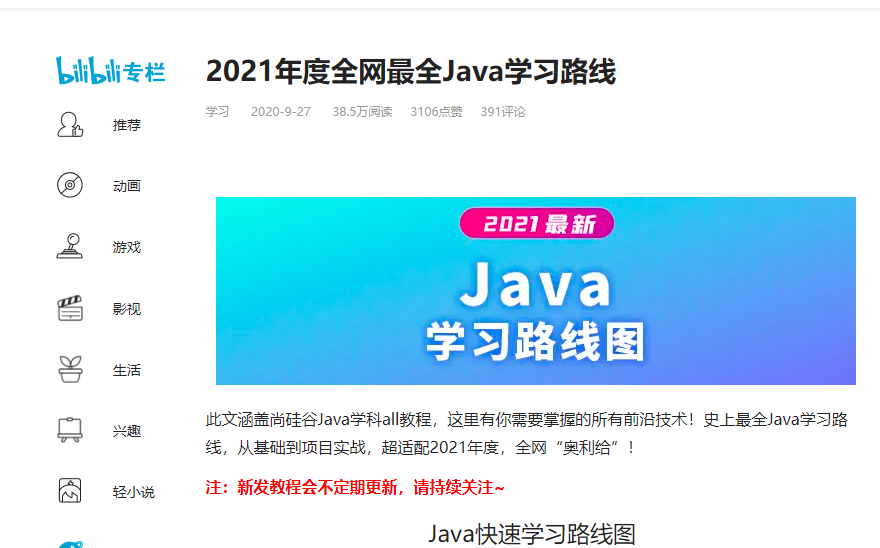 2021年度全网最全Java学习路线
bilibili专栏
学习 2020-9-27 38.5万阅读 3106点赞 391评论
推荐
动画
游戏
影视
生活
兴趣
轻小说
2021最新
Java
学习路线图
此文涵盖尚硅谷Java学科all教程，这里有你需要掌握的所有前沿技术！史上最全Java学习路
线，从基础到项目实战，超适配2021年度，全网“奥利给”！
注：新发教程会不定期更新，请持续关注~
Java快速学习路线图